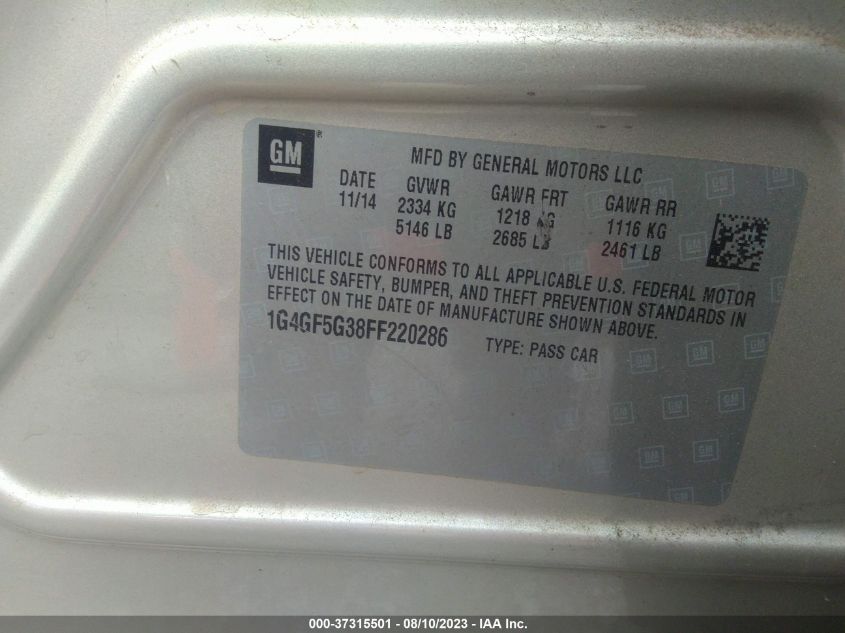 GM®
MFD BY GENERAL MOTORS LLC
DATE GVWR GAWR FRT GAWR RR
11/14 2334 KG 1218 KG 1116 KG
5146 LB 2685 LB 2461 LB
THIS VEHICLE CONFORMS TO ALL APPLICABLE U.S. FEDERAL MOTOR
VEHICLE SAFETY, BUMPER, AND THEFT PREVENTION STANDARDS IN
EFFECT ON THE DATE OF MANUFACTURE SHOWN ABOVE.
1G4GF5G38FF220286 TYPE: PASS CAR
000-37315501 - 08/10/2023 - IAA Inc.